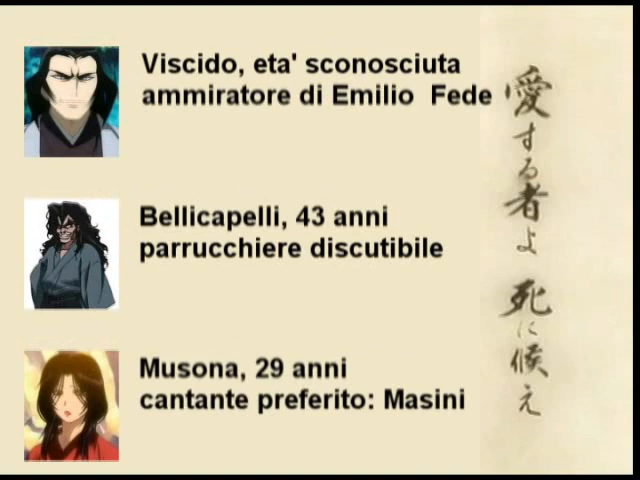 Viscido, eta' sconosciuta
ammiratore di Emilio Fede
Bellicapelli, 43 anni
parrucchiere discutibile
Musona, 29 anni
cantante preferito: Masini
愛する者よ 死に候え